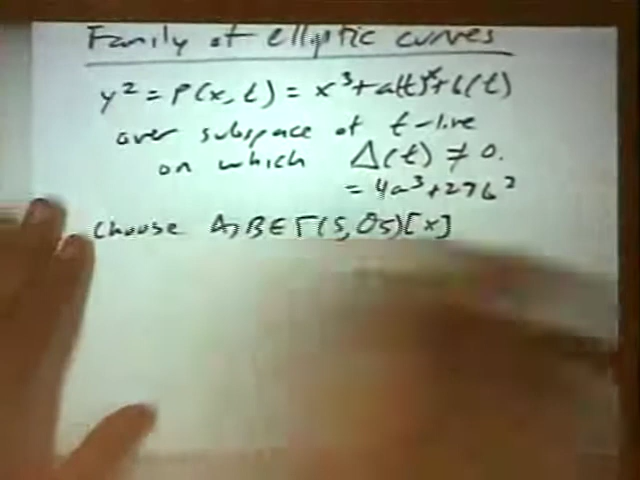 Family of elliptic curves
y² = P(x, t) = x³ + a(t)x + b(t)
over subspace of t-line
on which Δ(t) ≠ 0.
= 4a³ + 27b²
Choose A, B ∈ Γ(S, O_S)[x]